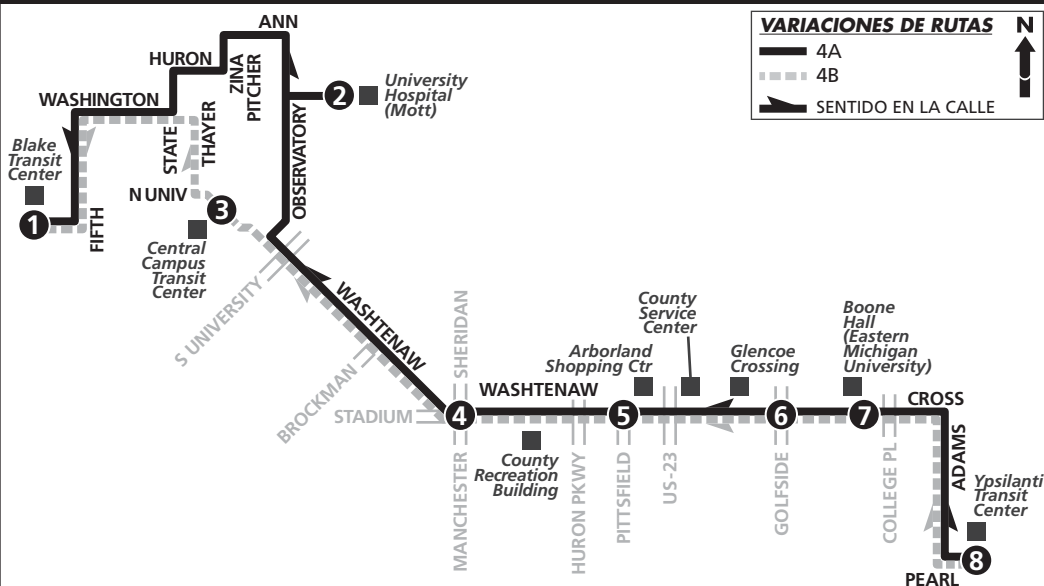 ANN
VARIACIONES DE RUTAS
N
4A
4B
SENTIDO EN LA CALLE
HURON
ZINA
PITCHER
2
University
Hospital
(Mott)
WASHINGTON
Blake
Transit
Center
STATE
THAYER
OBSERVATORY
N UNIV
3
1
FIFTH
Central
Campus
Transit
Center
S UNIVERSITY
WASHTENAW
BROCKMAN
SHERIDAN
STADIUM
4
MANCHESTER
WASHTENAW
County
Recreation
Building
HURON PKWY
Arborland
Shopping Ctr
5
PITTSFIELD
County
Service
Center
US-23
Glencoe
Crossing
6
GOLFSIDE
Boone
Hall
(Eastern
Michigan
University)
7
COLLEGE PL
CROSS
ADAMS
Ypsilanti
Transit
Center
8
PEARL